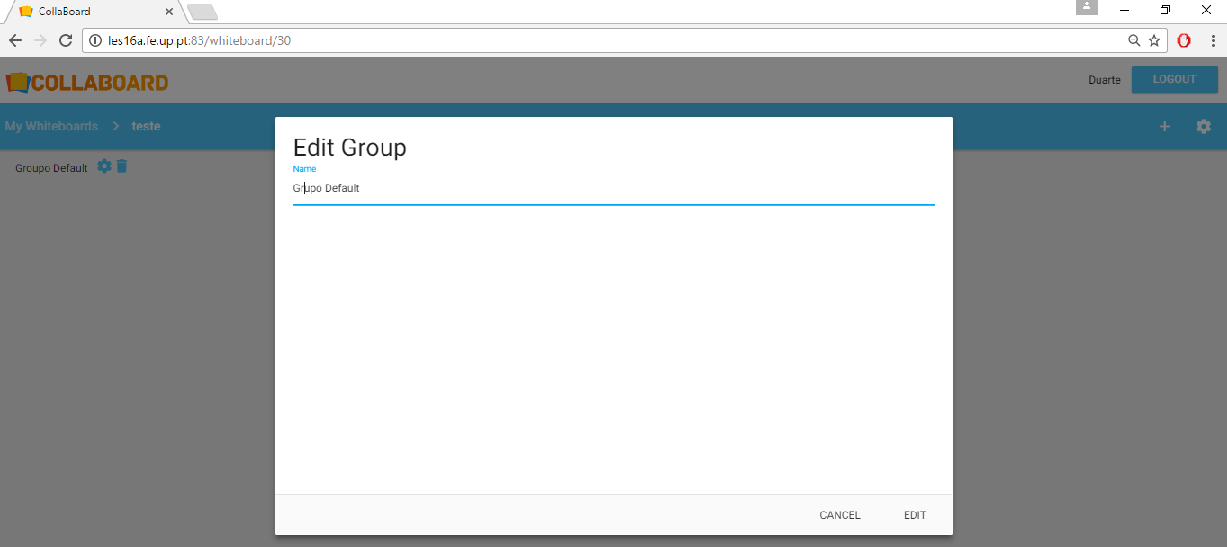 CollaBoard
les16a.fe.up.pt:83/whiteboard/30
COLLABOARD
Duarte
LOGOUT
My Whiteboards > teste
Groupo Default
Edit Group
Name
Grupo Default
CANCEL
EDIT